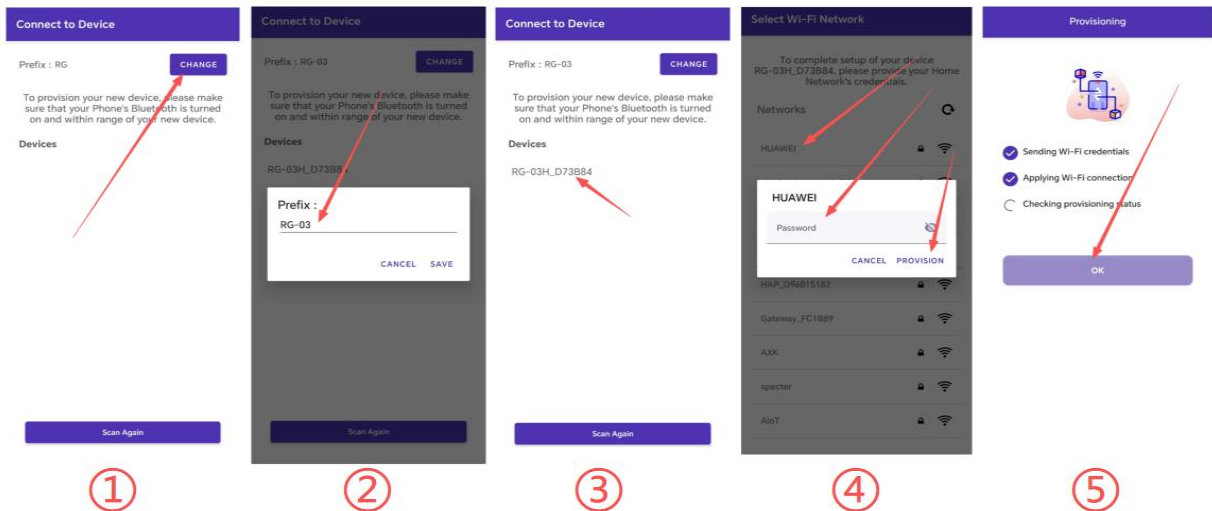 Connect to Device
Prefix : RG
CHANGE
To provision your new device, please make
sure that your Phone's Bluetooth is turned
on and within range of your new device.
Devices
Scan Again
①
Connect to Device
Prefix : RG-03
CHANGE
To provision your new device, please make
sure that your Phone's Bluetooth is turned
on and within range of your new device.
Devices
RG-03H_D73B84
Prefix :
RG-03
CANCEL SAVE
Scan Again
②
Connect to Device
Prefix : RG-03
CHANGE
To provision your new device, please make
sure that your Phone's Bluetooth is turned
on and within range of your new device.
Devices
RG-03H_D73B84
Scan Again
③
Select Wi-Fi Network
To complete setup of your device
RG-03H_D73B84, please provide your Home
Network's credentials.
Networks
HUAWEI
HUAWEI
Password
CANCEL PROVISION
HAP_D96015182
Gateway_FC1B89
AXK
specter
AIoT
④
Provisioning
Sending Wi-Fi credentials
Applying Wi-Fi connection
Checking provisioning status
OK
⑤